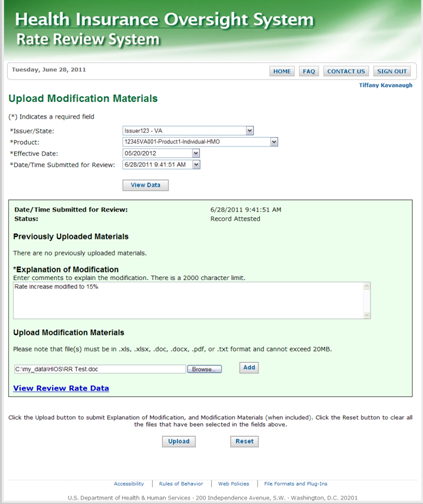 Health Insurance Oversight System
Rate Review System
Tuesday, June 28, 2011
HOME FAQ CONTACT US SIGN OUT
Tiffany Kavanaugh
Upload Modification Materials
(*) Indicates a required field
*Issuer/State: Issuer123 - VA
*Product: 12345VA001-Product1-Individual-HMO
*Effective Date: 05/20/2012
*Date/Time Submitted for Review: 6/28/2011 9:41:51 AM
View Data
Date/Time Submitted for Review: 6/28/2011 9:41:51 AM
Status: Record Attested
Previously Uploaded Materials
There are no previously uploaded materials.
*Explanation of Modification
Enter comments to explain the modification. There is a 2000 character limit.
Rate increase modified to 15%
Upload Modification Materials
Please note that file(s) must be in .xls, .xlsx, .doc, .docx, .pdf, or .txt format and cannot exceed 20MB.
C:\my_data\HIOS\RR Test.doc Browse... Add
View Review Rate Data
Click the Upload button to submit Explanation of Modification, and Modification Materials (when included). Click the Reset button to clear all
the files that have been selected in the fields above.
Upload Reset
Accessibility Rules of Behavior Web Policies File Formats and Plug-Ins
U.S. Department of Health & Human Services - 200 Independence Avenue, S.W. - Washington, D.C. 20201